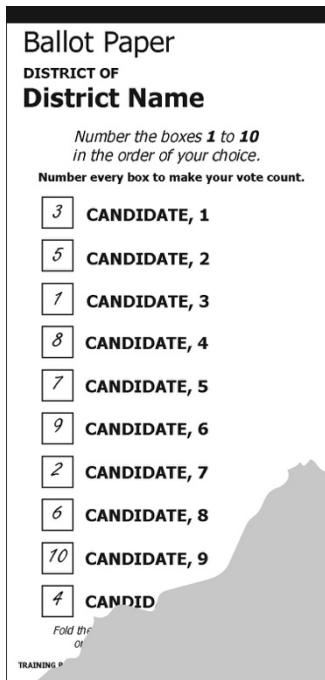 Ballot Paper
DISTRICT OF
District Name
Number the boxes 1 to 10
in the order of your choice.
Number every box to make your vote count.
3 CANDIDATE, 1
5 CANDIDATE, 2
1 CANDIDATE, 3
8 CANDIDATE, 4
7 CANDIDATE, 5
9 CANDIDATE, 6
2 CANDIDATE, 7
6 CANDIDATE, 8
10 CANDIDATE, 9
4
Fold the
TRAINING